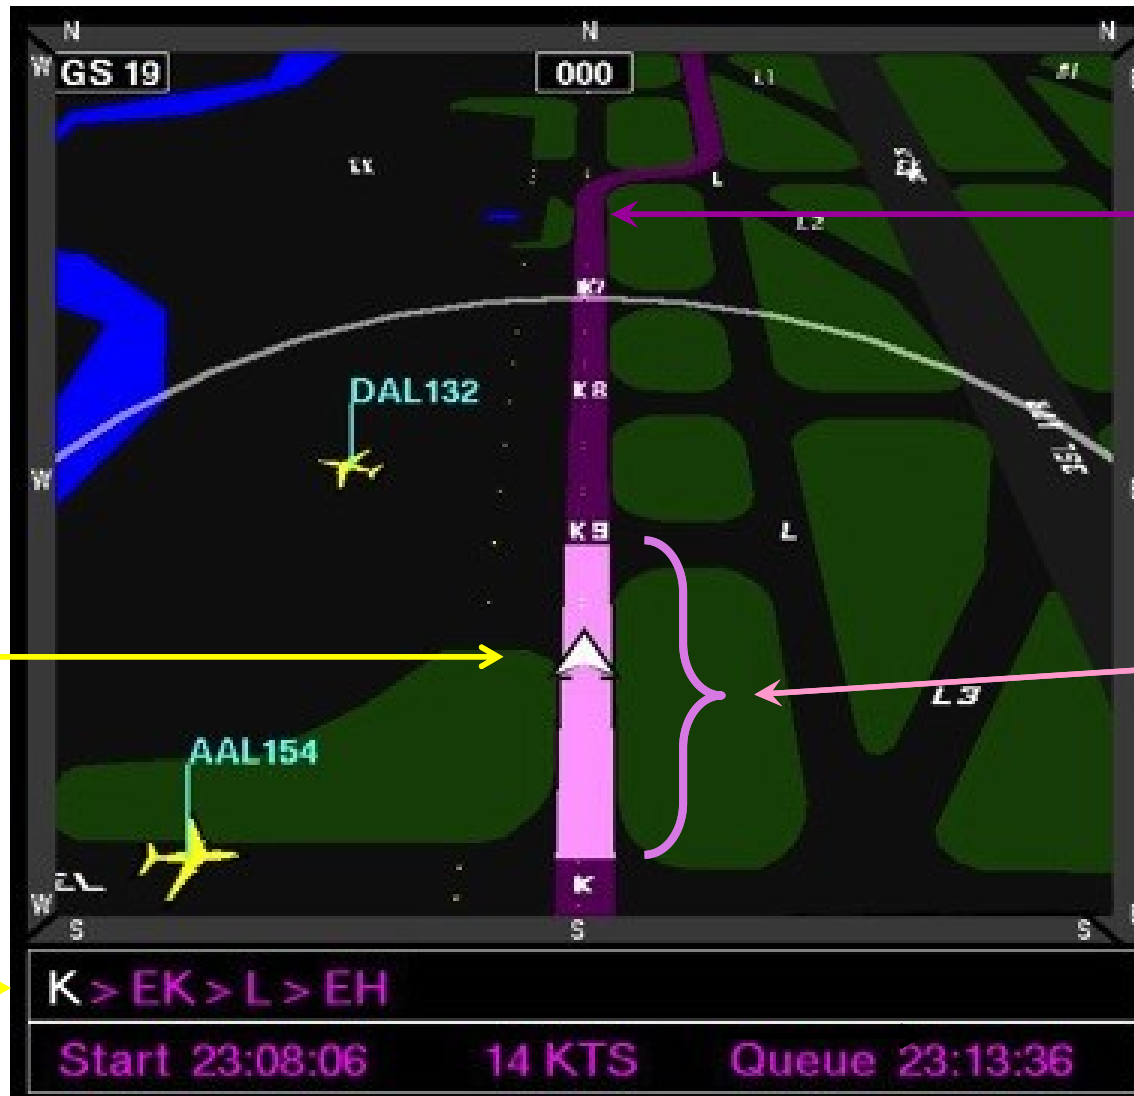 N N N
W GS 19 000
L1
EK
L
L2
K7
DAL132
K8
W
K9
L
L3
AAL154
K
W
S S S
K > EK > L > EH
Start 23:08:06 14 KTS Queue 23:13:36